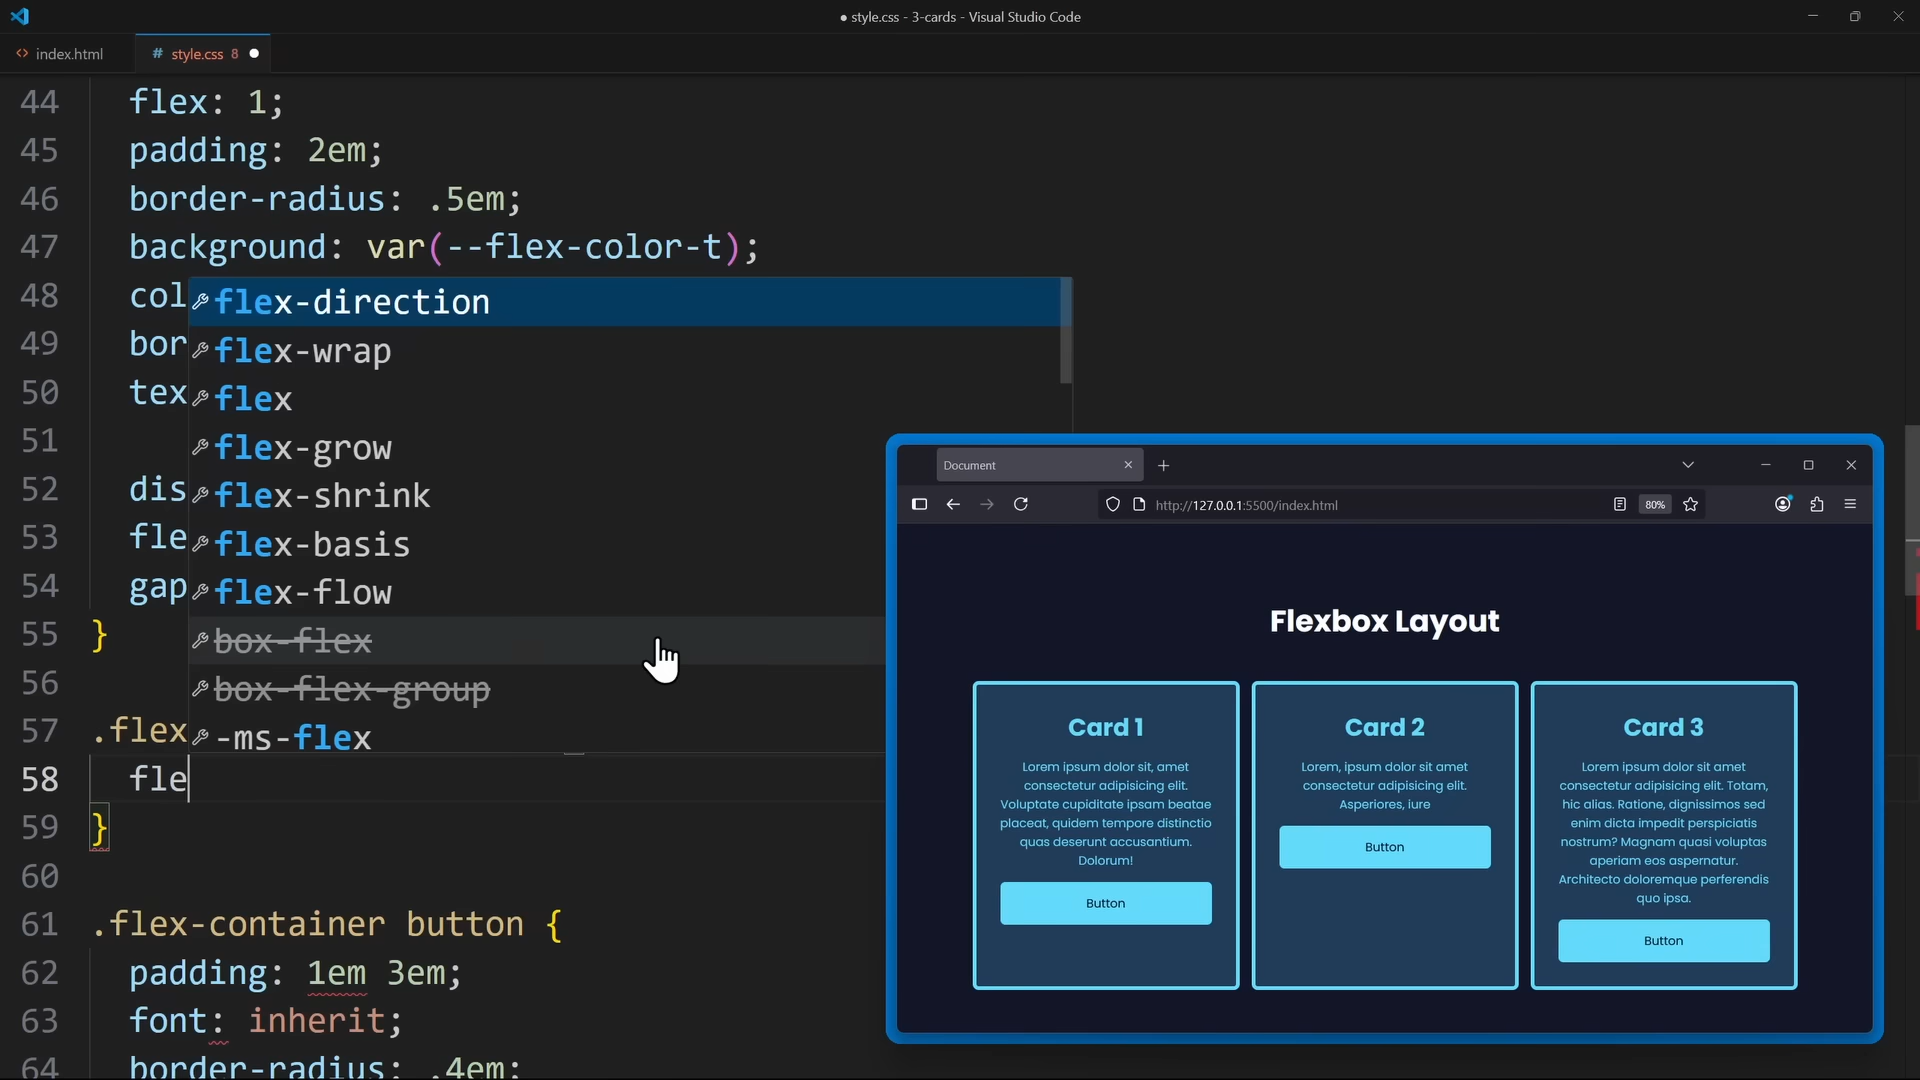 ● style.css - 3-cards - Visual Studio Code
<> index.html
# style.css 8 ●
44 flex: 1;
45 padding: 2em;
46 border-radius: .5em;
47 background: var(--flex-color-t);
48 col
49 bor
50 tex
51
52 dis
53 fle
54 gap
55 }
56
57 .flex
58 fle
59 }
60
61 .flex-container button {
62 padding: 1em 3em;
63 font: inherit;
64 border-radius: .4em;
flex-direction
flex-wrap
flex
flex-grow
flex-shrink
flex-basis
flex-flow
box-flex
box-flex-group
-ms-flex
Document
http://127.0.0.1:5500/index.html
80%
Flexbox Layout
Card 1
Lorem ipsum dolor sit, amet
consectetur adipisicing elit.
Voluptate cupiditate ipsam beatae
placeat, quidem tempore distinctio
quas deserunt accusantium.
Dolorum!
Button
Card 2
Lorem, ipsum dolor sit amet
consectetur adipisicing elit.
Asperiores, iure
Button
Card 3
Lorem ipsum dolor sit amet
consectetur adipisicing elit. Totam,
hic alias. Ratione, dignissimos sed
enim dicta impedit perspiciatis
nostrum? Magnam quasi voluptas
aperiam eos aspernatur.
Architecto doloremque perferendis
quo ipsa.
Button